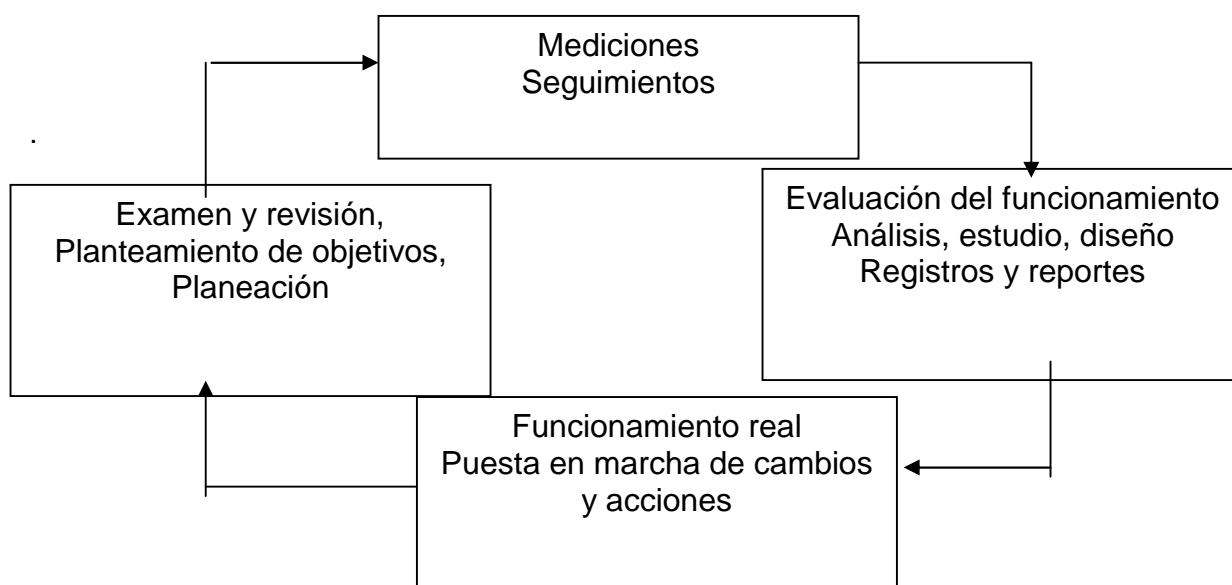 Mediciones
Seguimientos
.
Examen y revisión,
Planteamiento de objetivos,
Planeación
Evaluación del funcionamiento
Análisis, estudio, diseño
Registros y reportes
Funcionamiento real
Puesta en marcha de cambios
y acciones